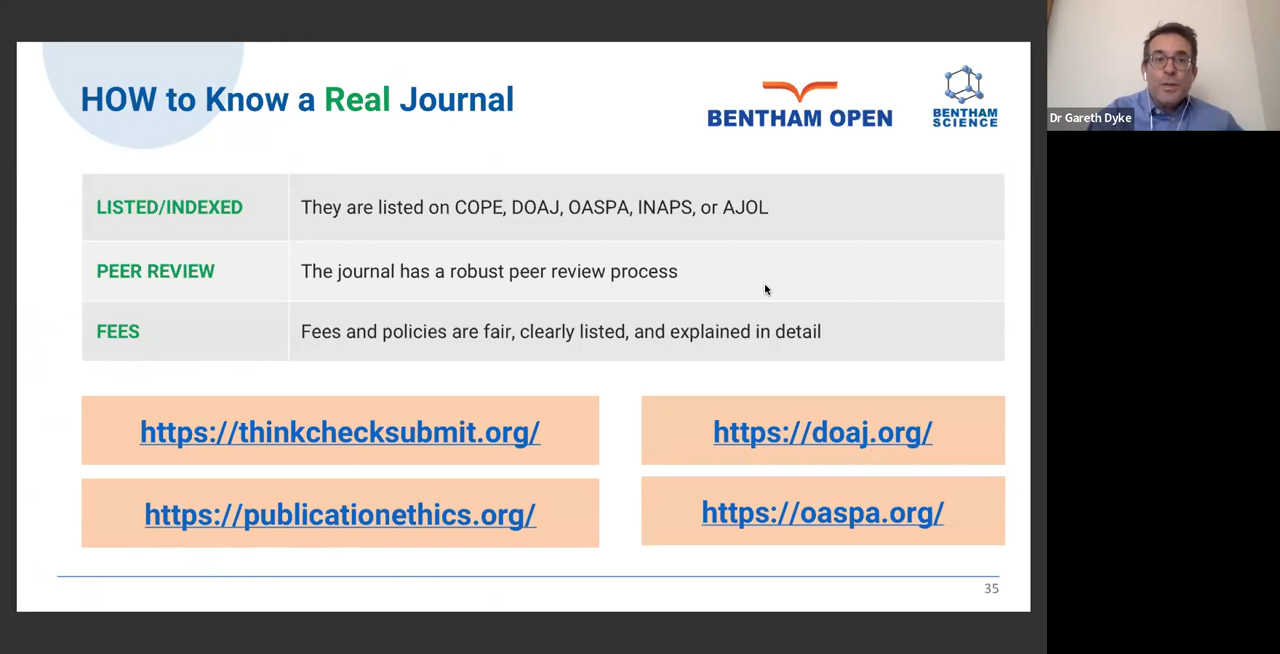 HOW to Know a Real Journal
BENTHAM OPEN
BENTHAM
SCIENCE
Dr Gareth Dyke
LISTED/INDEXED They are listed on COPE, DOAJ, OASPA, INAPS, or AJOL
PEER REVIEW The journal has a robust peer review process
FEES Fees and policies are fair, clearly listed, and explained in detail
https://thinkchecksubmit.org/ https://doaj.org/
https://publicationethics.org/ https://oaspa.org/
35